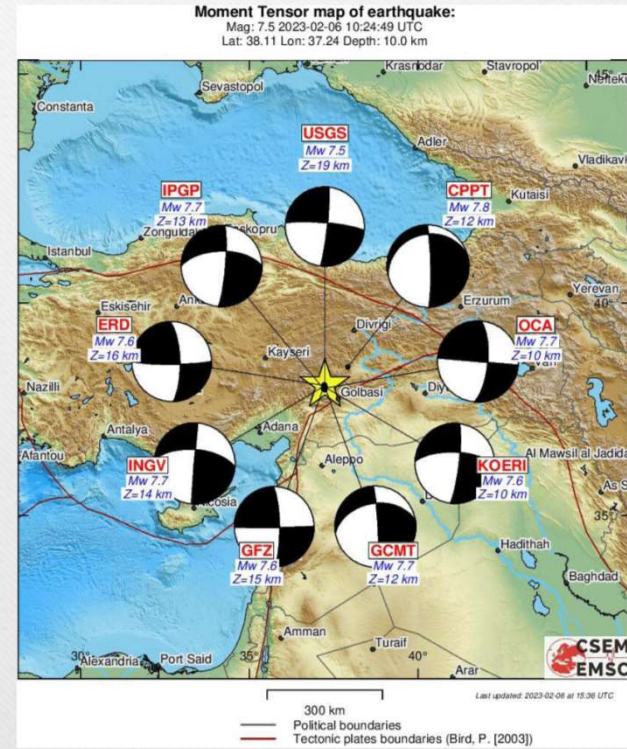 Moment Tensor map of earthquake:
Mag: 7.5 2023-02-06 10:24:49 UTC
Lat: 38.11 Lon: 37.24 Depth: 10.0 km
Krasnodar
Stavropol
45°
Sevastopol
Constanta
USGS
Mw 7.5
Z=19 km
Adler
Vladikavk
IPGP
Mw 7.7
Z=13 km
CPPT
Mw 7.8
Z=12 km
Kutaisi
Zonguldak
Istanbul
Eskisehir
Erzurum
Yerevan
40°
ERD
Mw 7.6
Z=16 km
Divrigi
OCA
Mw 7.7
Z=10 km
Kayseri
Nazilli
Golbasi
Diy
Adana
Antalya
Afantou
Aleppo
Al Mawsil al Jadida
INGV
Mw 7.7
Z=14 km
KOERI
Mw 7.6
Z=10 km
As S
35°
GFZ
Mw 7.6
Z=15 km
GCMT
Mw 7.7
Z=12 km
Hadithah
Baghdad
Amman
Turaif
30°
Alexandria
Port Said
35°
40°
Arar
CSEM
EMSC
Last updated: 2023-02-06 at 15:36 UTC
300 km
Political boundaries
Tectonic plates boundaries (Bird, P. [2003])